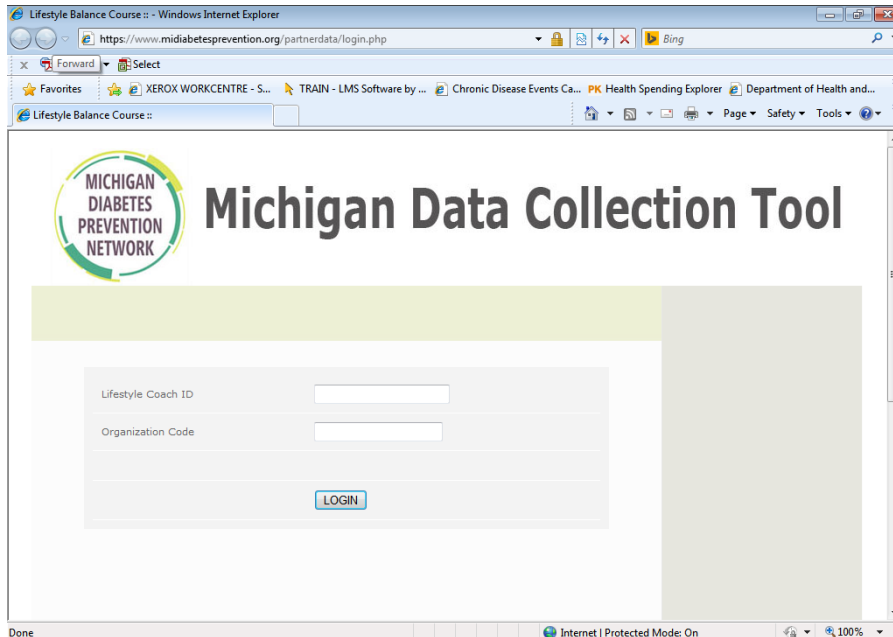 Lifestyle Balance Course :: - Windows Internet Explorer
https://www.midiabetesprevention.org/partnerdata/login.php
Bing
x Forward Select
Favorites XEROX WORKCENTRE - S... TRAIN - LMS Software by ... Chronic Disease Events Ca... PK Health Spending Explorer Department of Health and...
Lifestyle Balance Course :: Page Safety Tools
MICHIGAN
DIABETES
PREVENTION
NETWORK
Michigan Data Collection Tool
Lifestyle Coach ID
Organization Code
LOGIN
Done Internet | Protected Mode: On 100%